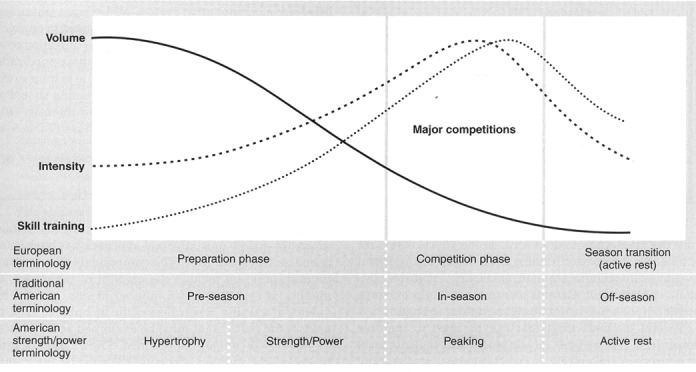 Volume
Intensity
Major competitions
Skill training
European
terminology
Preparation phase
Competition phase
Season transition
(active rest)
Traditional
American
terminology
Pre-season
In-season
Off-season
American
strength/power
terminology
Hypertrophy
Strength/Power
Peaking
Active rest